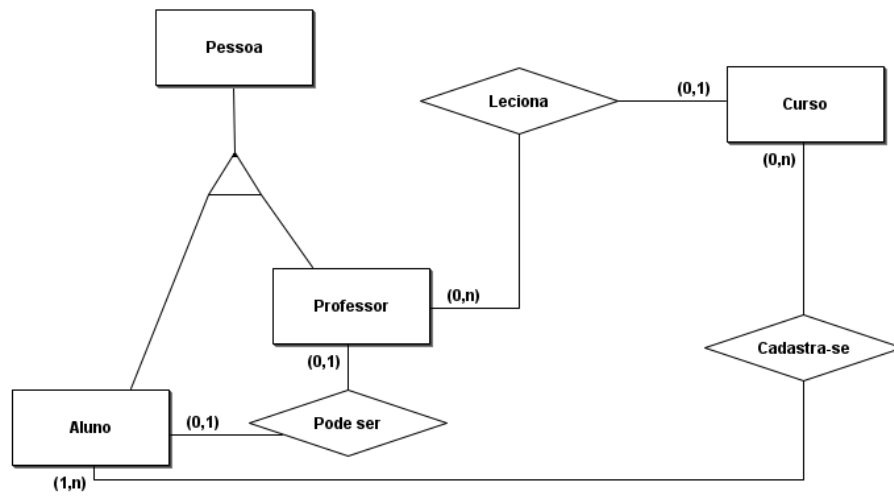 Pessoa
Leciona
(0,1)
Curso
(0,n)
Professor
(0,n)
(0,1)
Cadastra-se
Aluno
(0,1)
Pode ser
(1,n)